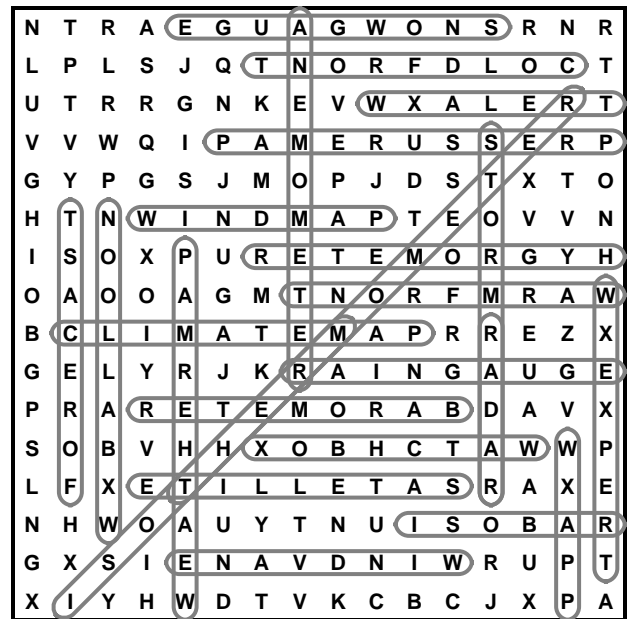 N T R A E G U A G W O N S R N R
L P L S J Q T N O R F D L O C T
U T R R G N K E V W X A L E R T
V V W Q I P A M E R U S S E R P
G Y P G S J M O P J D S T X T O
H T N W I N D M A P T E O V V N
I S O X P U R E T E M O R G Y H
O A O O A G M T N O R F M R A W
B C L I M A T E M A P R R E Z X
G E L Y R J K R A I N G A U G E
P R A R E T E M O R A B D A V X
S O B V H H X O B H C T A W W P
L F X E T I L L E T A S R A X E
N H W O A U Y T N U I S O B A R
G X S I E N A V D N I W R U P T
X I Y H W D T V K C B C J X P A